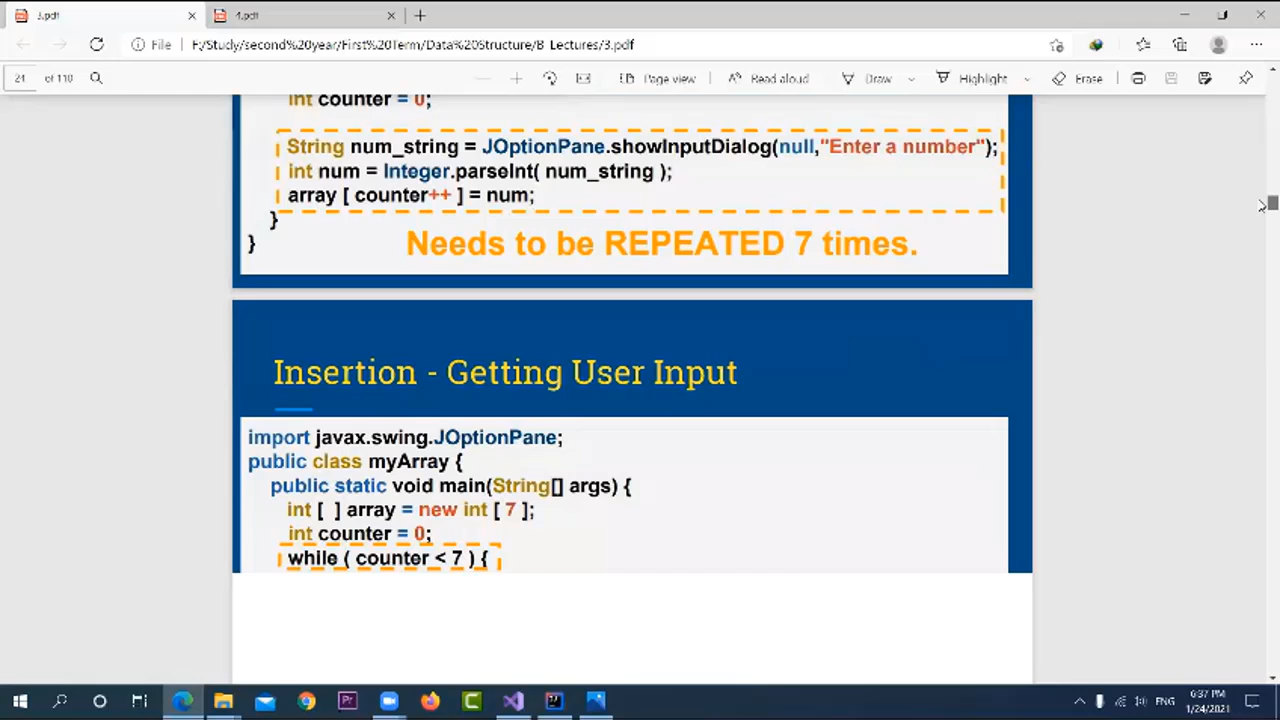 3.pdf
4.pdf
File
F:/Study/second%20year/First%20Term/Data%20Structure/B_Lectures/3.pdf
24 of 110
Page view
Read aloud
Draw
Highlight
Erase
int counter = 0;
String num_string = JOptionPane.showInputDialog(null,"Enter a number");
int num = Integer.parseInt( num_string );
array [ counter++ ] = num;
}
}
Needs to be REPEATED 7 times.
Insertion - Getting User Input
import javax.swing.JOptionPane;
public class myArray {
public static void main(String[] args) {
int [ ] array = new int [ 7 ];
int counter = 0;
while ( counter < 7 ) {
Pr
C
ENG
6:37 PM
1/24/2021